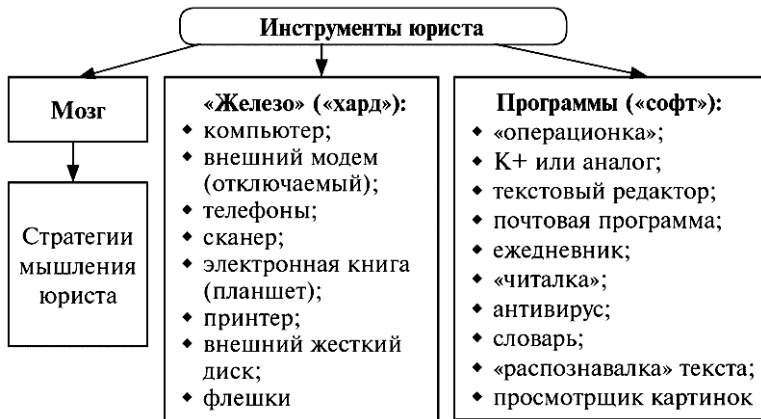 Инструменты юриста
Мозг
Стратегии
мышления
юриста
«Железо» («хард»):
◆ компьютер;
◆ внешний модем
(отключаемый);
◆ телефоны;
◆ сканер;
◆ электронная книга
(планшет);
◆ принтер;
◆ внешний жесткий
диск;
◆ флешки
Программы («софт»):
◆ «операционка»;
◆ К+ или аналог;
◆ текстовый редактор;
◆ почтовая программа;
◆ ежедневник;
◆ «читалка»;
◆ антивирус;
◆ словарь;
◆ «распознавалка» текста;
◆ просмотрщик картинок